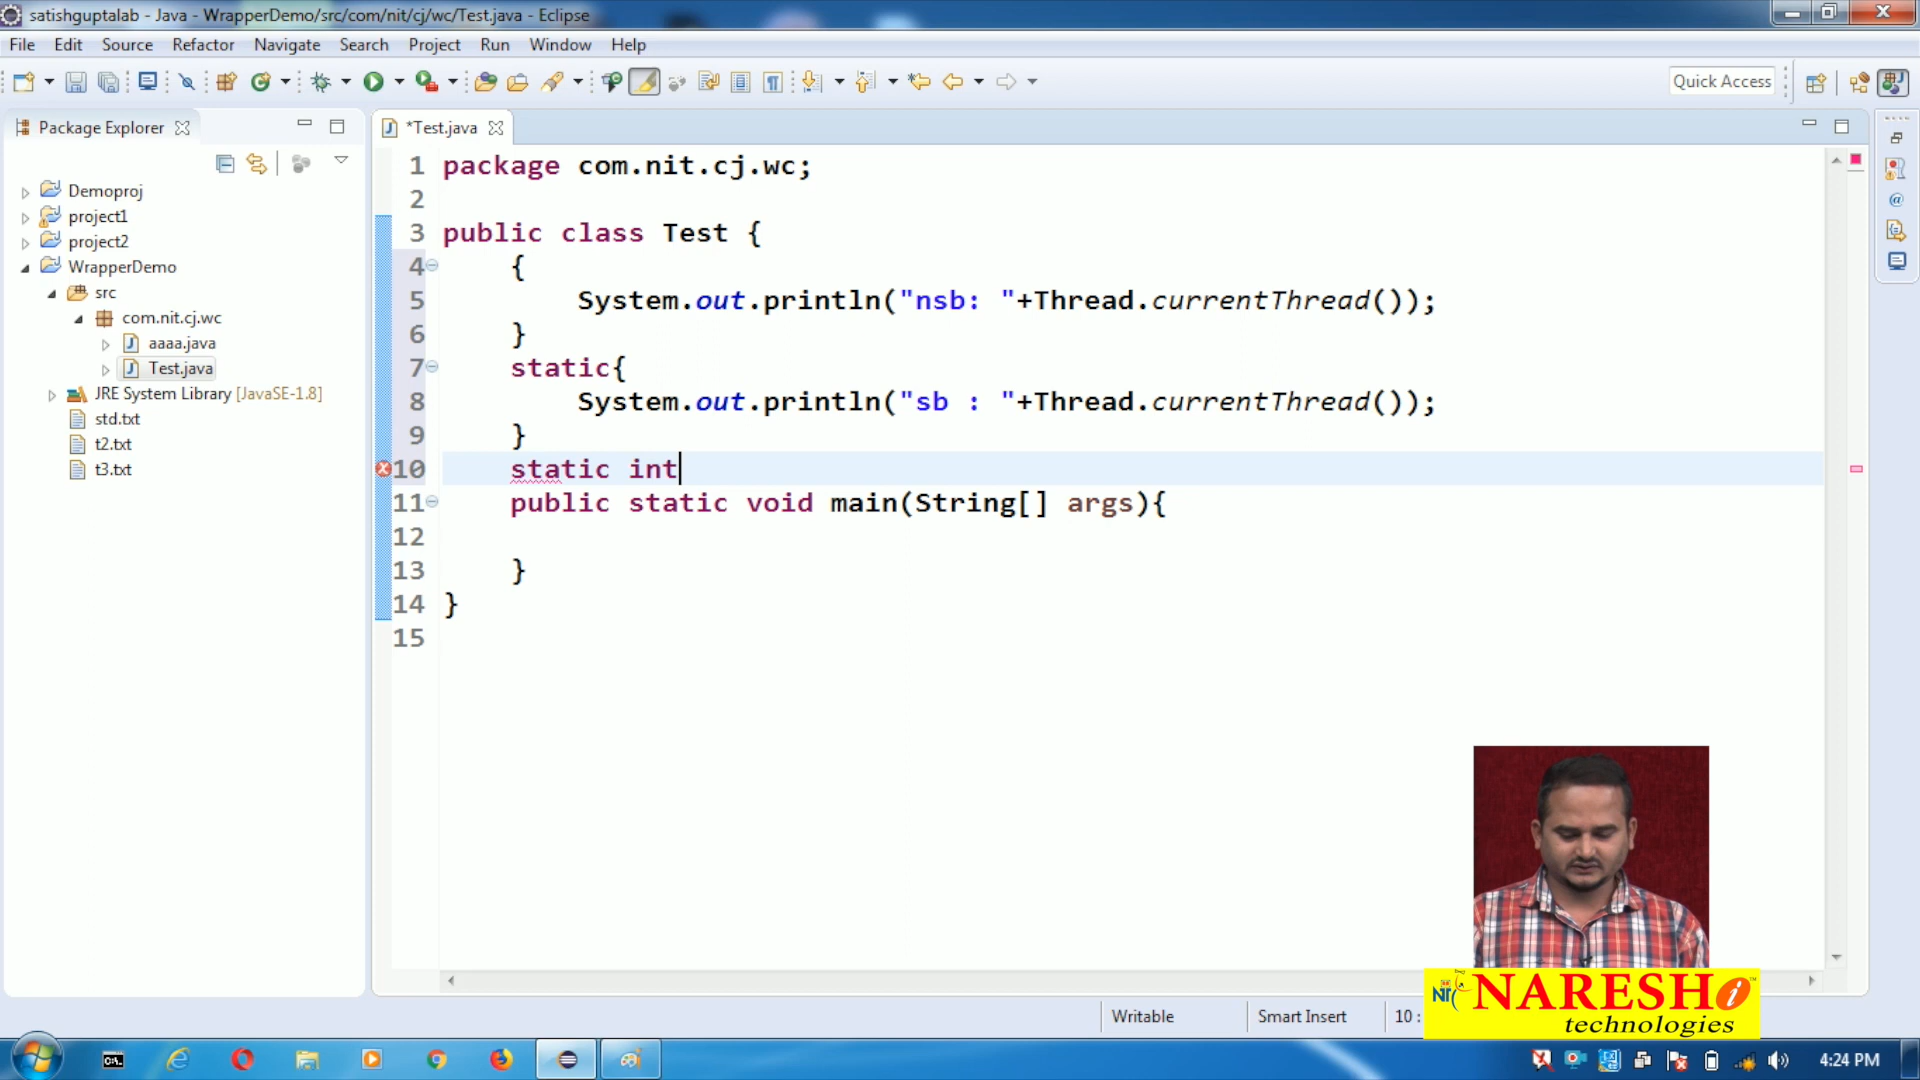 satishguptalab - Java - WrapperDemo/src/com/nit/cj/wc/Test.java - Eclipse
File Edit Source Refactor Navigate Search Project Run Window Help
Quick Access
Package Explorer
*Test.java
Demoproj
project1
project2
WrapperDemo
src
com.nit.cj.wc
aaaa.java
Test.java
JRE System Library [JavaSE-1.8]
std.txt
t2.txt
t3.txt
1 package com.nit.cj.wc;
2
3 public class Test {
4 {
5 System.out.println("nsb: "+Thread.currentThread());
6 }
7 static{
8 System.out.println("sb : "+Thread.currentThread());
9 }
10 static int
11 public static void main(String[] args){
12
13 }
14 }
15
Writable Smart Insert 10 :
NARESH i
technologies
4:24 PM